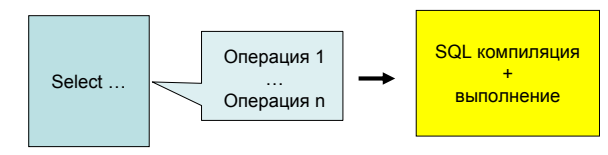 Select …
Операция 1
…
Операция n
SQL компиляция
+
выполнение